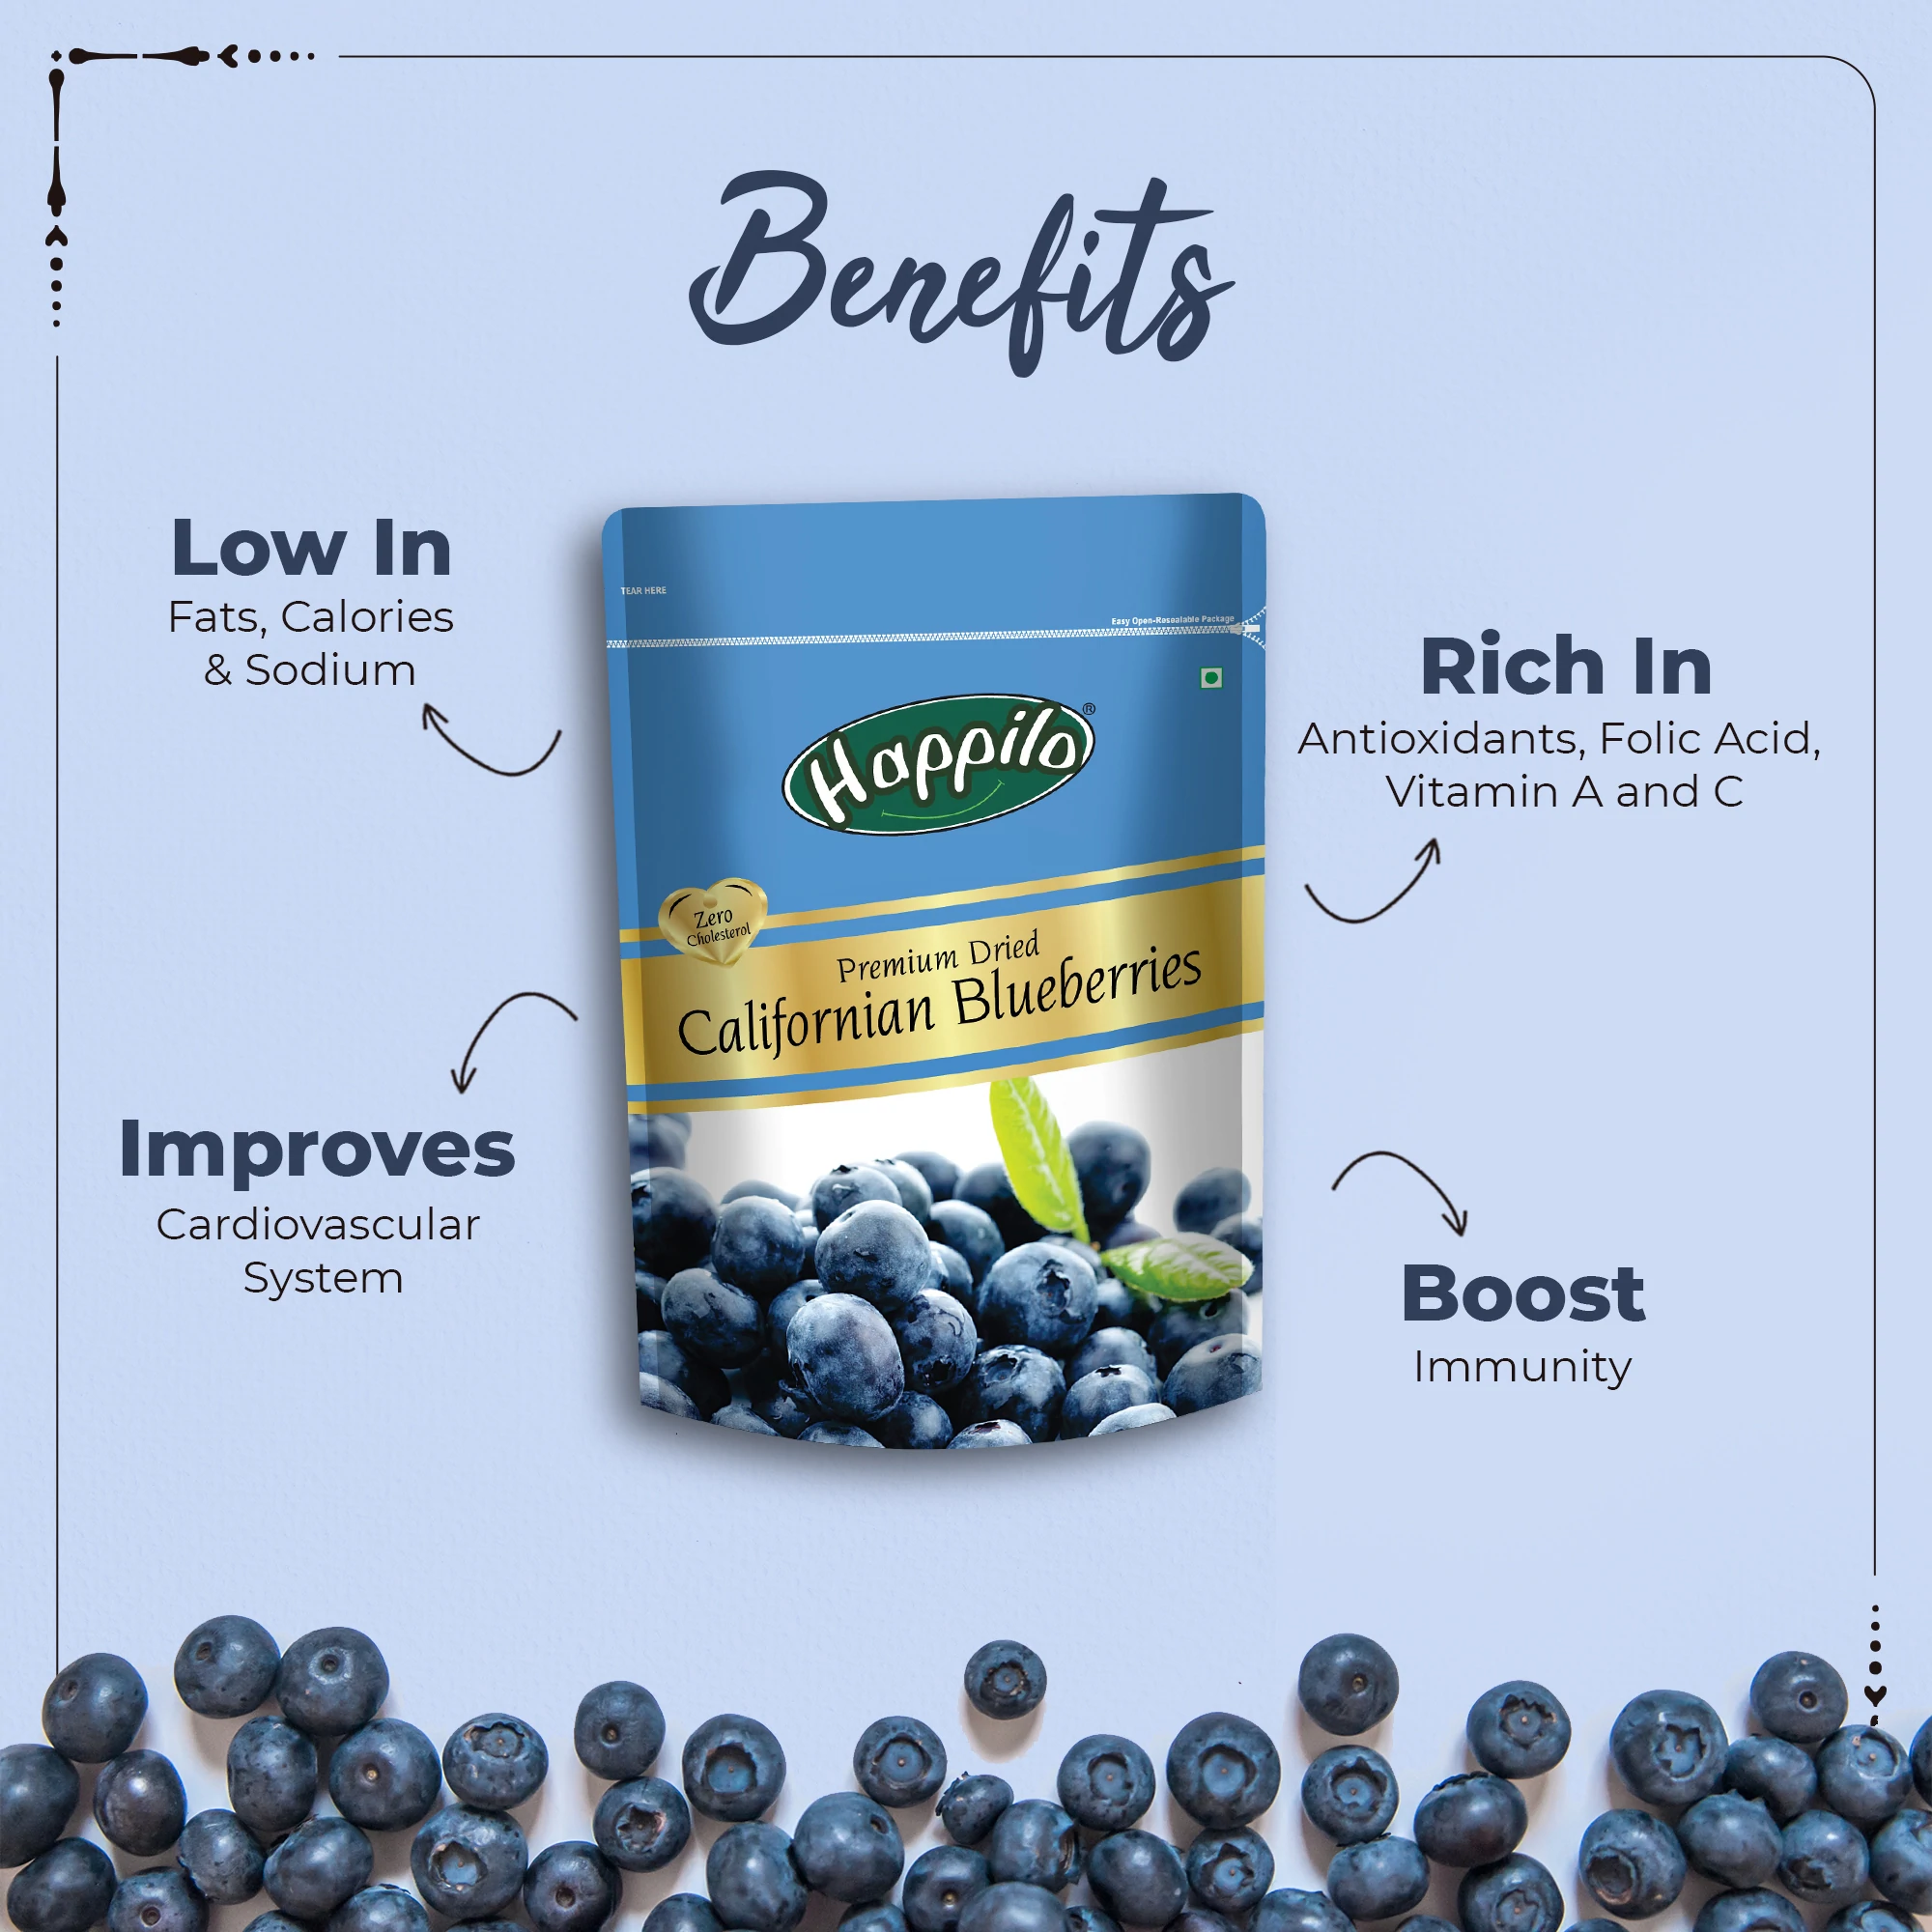 Benefits
Low In
Fats, Calories
& Sodium
Rich In
Antioxidants, Folic Acid,
Vitamin A and C
Improves
Cardiovascular
System
Boost
Immunity
TEAR HERE
Easy Open-Resealable Package
Happilo®
Zero
Cholesterol
Premium Dried
Californian Blueberries